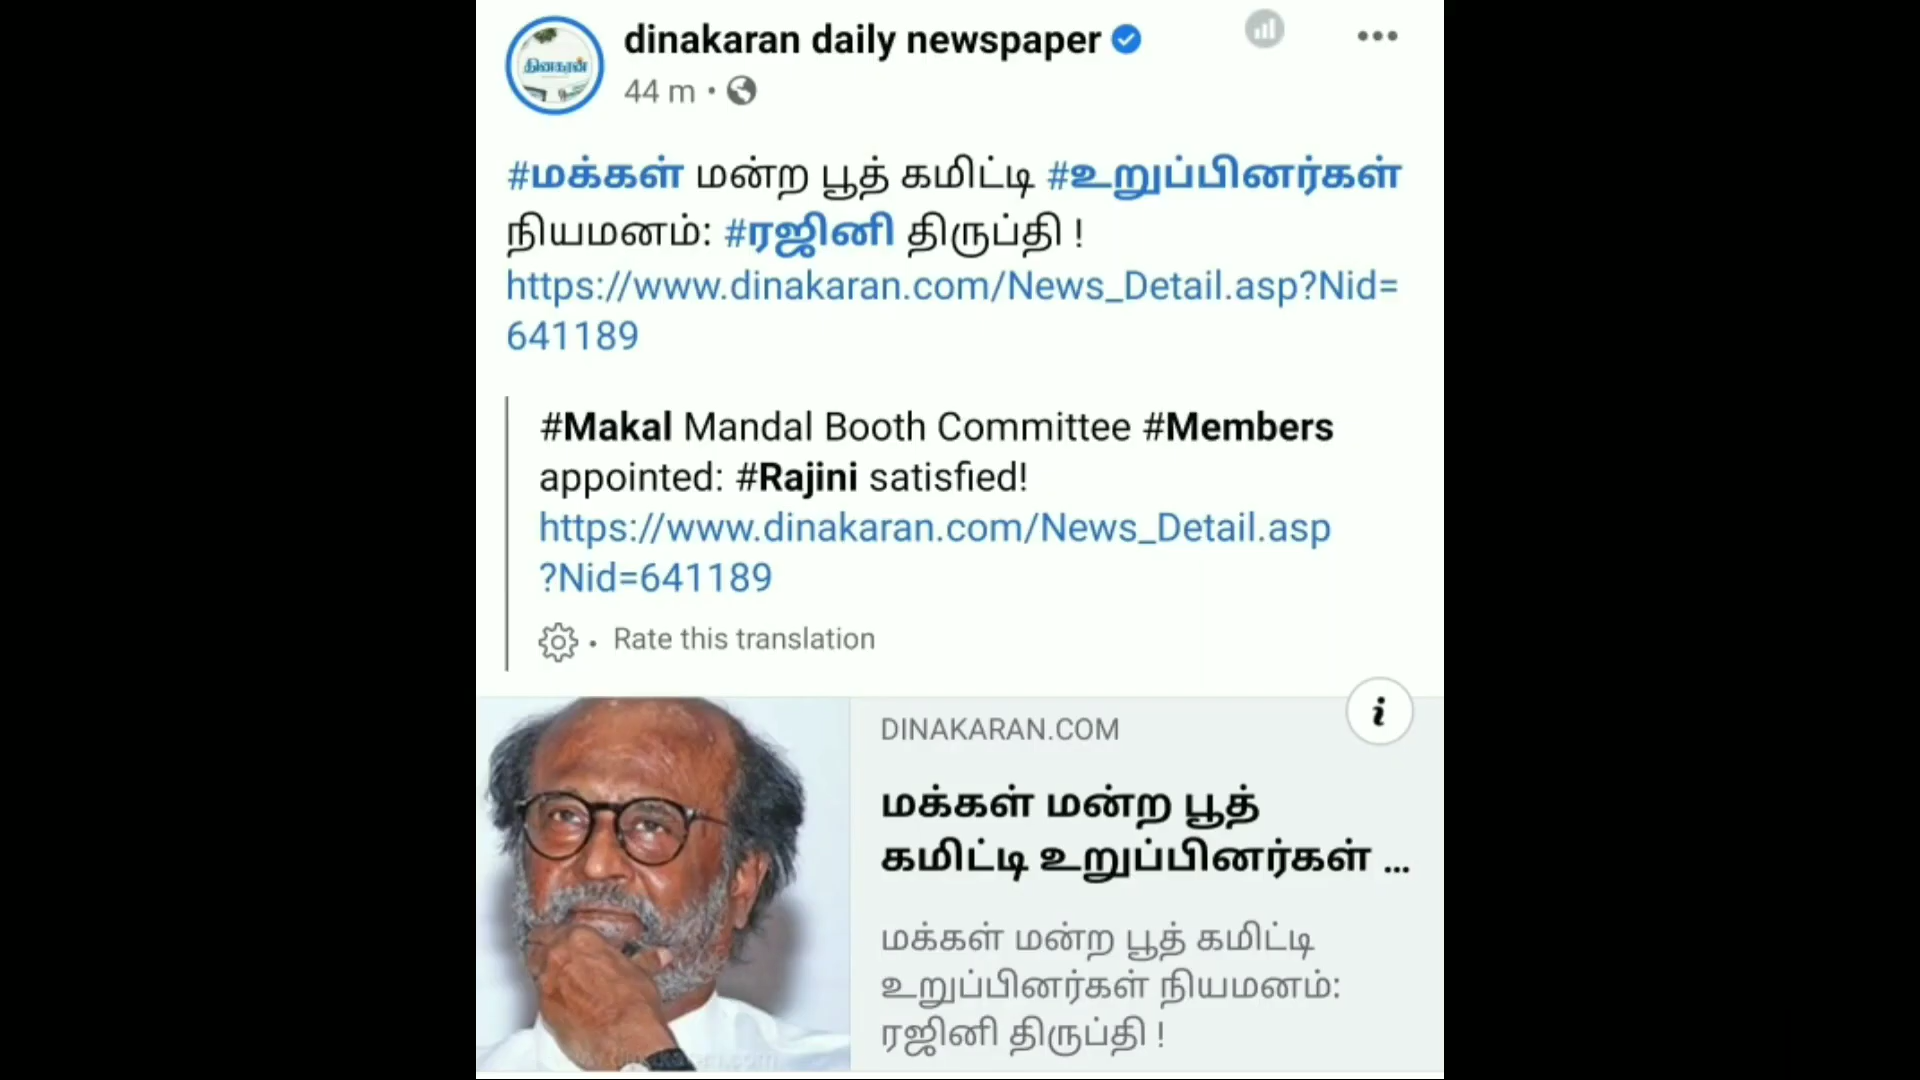 dinakaran daily newspaper
தினகரன்
44 m
#மக்கள் மன்ற பூத் கமிட்டி #உறுப்பினர்கள்
நியமனம்: #ரஜினி திருப்தி !
https://www.dinakaran.com/News_Detail.asp?Nid=
641189
#Makal Mandal Booth Committee #Members
appointed: #Rajini satisfied!
https://www.dinakaran.com/News_Detail.asp
?Nid=641189
Rate this translation
DINAKARAN.COM
மக்கள் மன்ற பூத்
கமிட்டி உறுப்பினர்கள் ...
மக்கள் மன்ற பூத் கமிட்டி
உறுப்பினர்கள் நியமனம்:
ரஜினி திருப்தி !